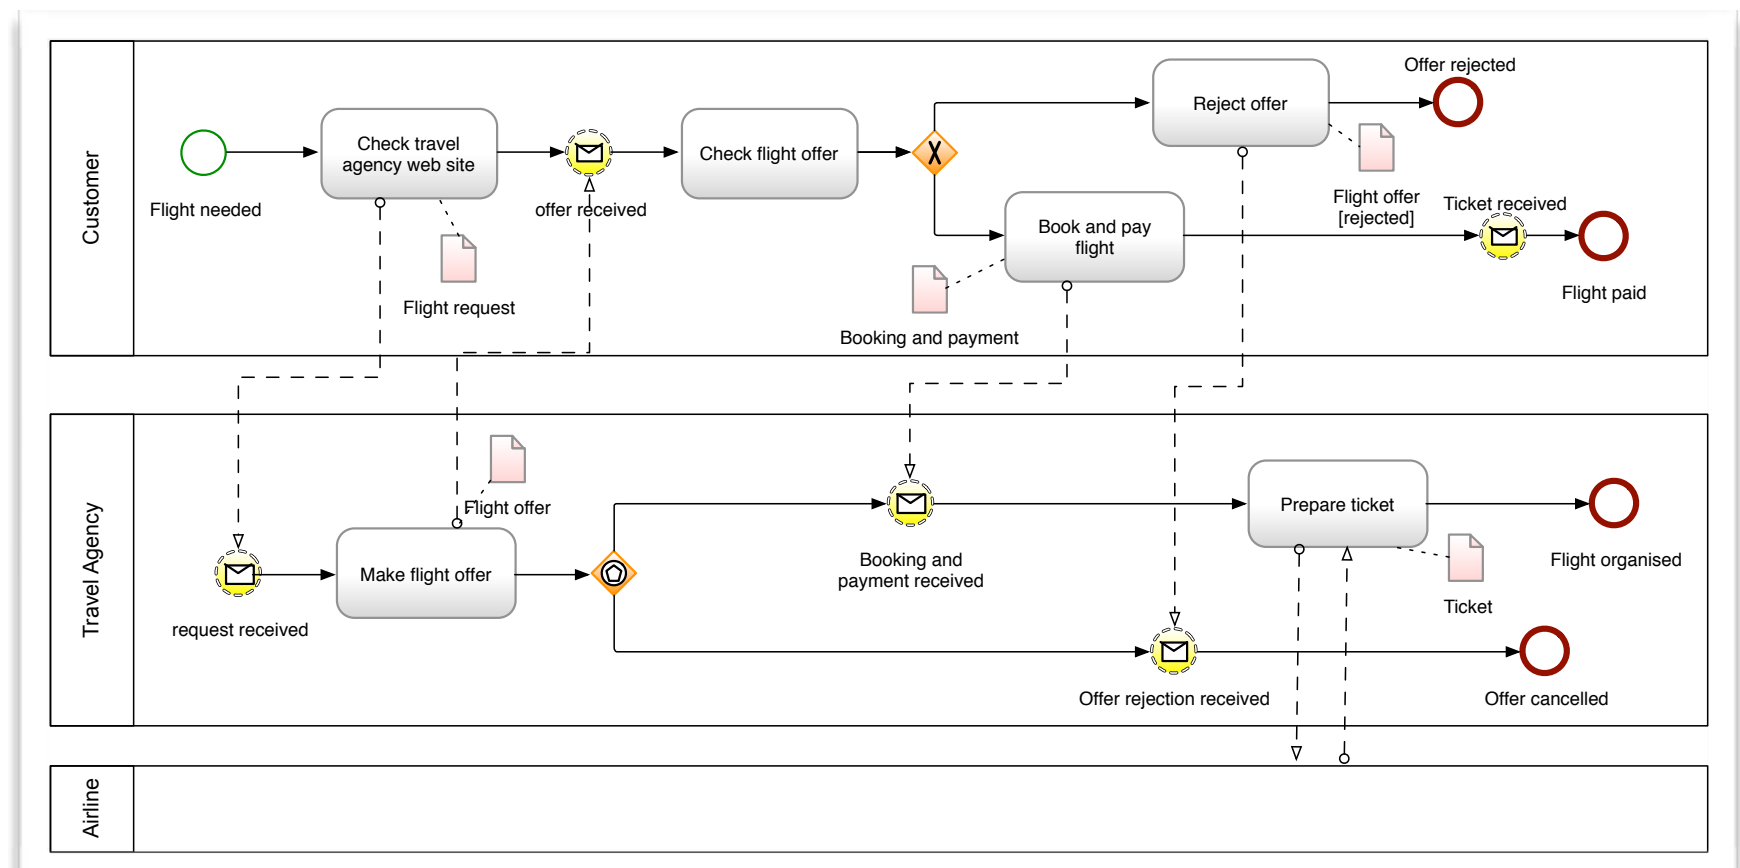 Customer
Flight needed
Check travel
agency web site
Flight request
offer received
Check flight offer
Reject offer
Offer rejected
Flight offer
[rejected]
Book and pay
flight
Booking and payment
Ticket received
Flight paid
Travel Agency
request received
Make flight offer
Flight offer
Booking and
payment received
Offer rejection received
Prepare ticket
Ticket
Flight organised
Offer cancelled
Airline